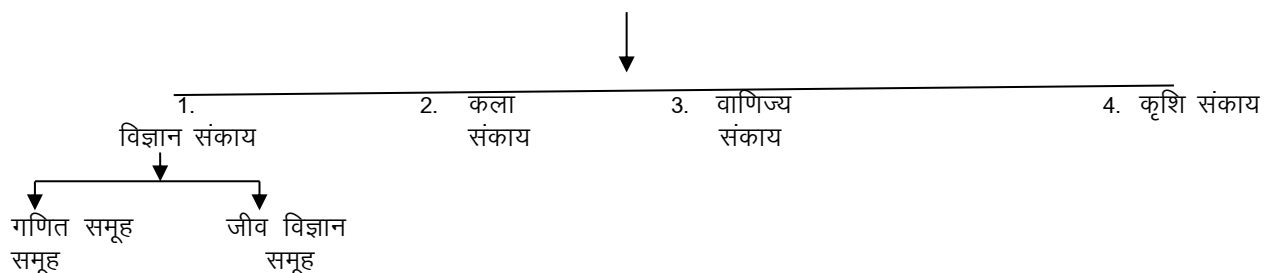 1. 2. कला 3. वाणिज्य 4. कृशि संकाय
विज्ञान संकाय संकाय संकाय
गणित समूह जीव विज्ञान
समूह समूह